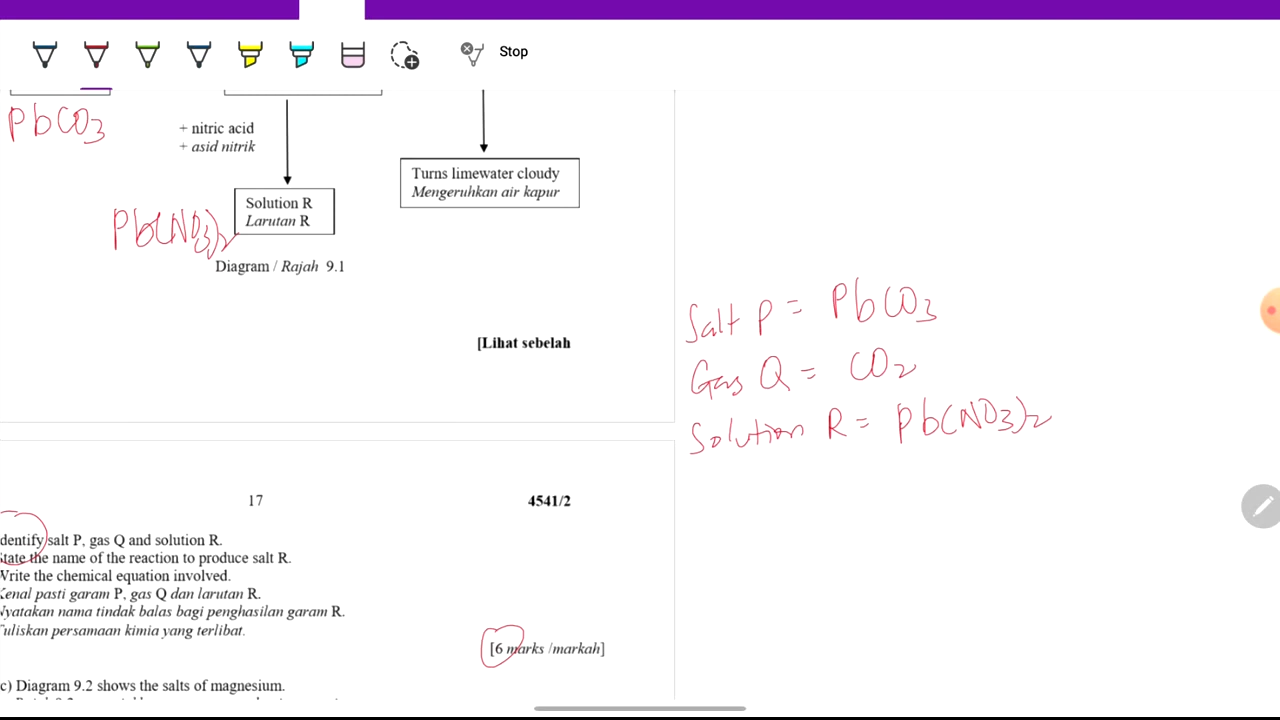 Stop
PbCO3
+ nitric acid
+ asid nitrik
Turns limewater cloudy
Mengeruhkan air kapur
Solution R
Larutan R
Pb(NO3)2
Diagram / Rajah 9.1
[Lihat sebelah
Salt P = PbCO3
Gas Q = CO2
Solution R = Pb(NO3)2
17
4541/2
dentify salt P, gas Q and solution R.
tate the name of the reaction to produce salt R.
Write the chemical equation involved.
Kenal pasti garam P, gas Q dan larutan R.
Nyatakan nama tindak balas bagi penghasilan garam R.
Tuliskan persamaan kimia yang terlibat.
[6 marks /markah]
c) Diagram 9.2 shows the salts of magnesium.